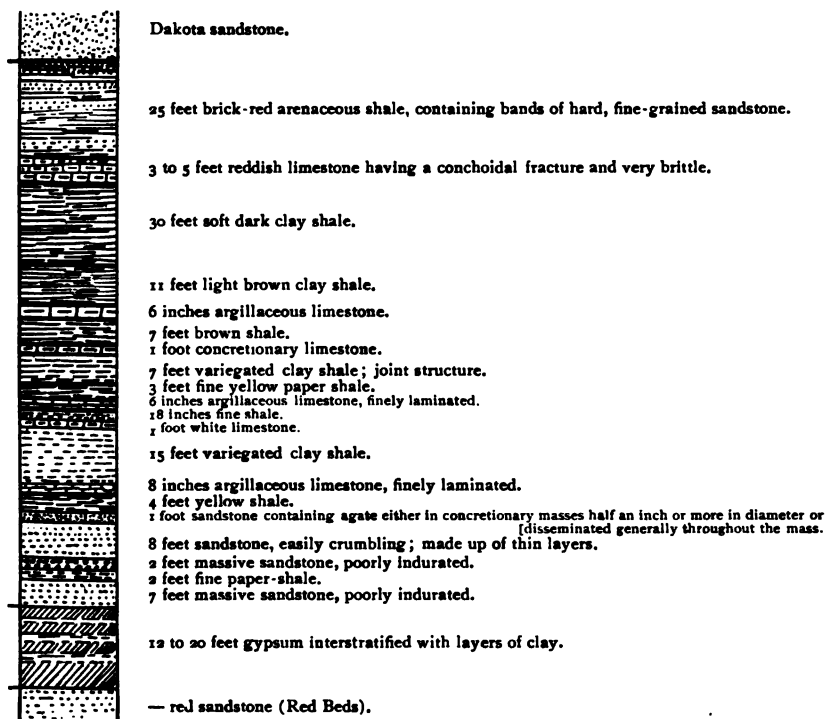 Dakota sandstone.
25 feet brick-red arenaceous shale, containing bands of hard, fine-grained sandstone.
3 to 5 feet reddish limestone having a conchoidal fracture and very brittle.
30 feet soft dark clay shale.
11 feet light brown clay shale.
6 inches argillaceous limestone.
7 feet brown shale.
1 foot concretionary limestone.
7 feet variegated clay shale; joint structure.
3 feet fine yellow paper shale.
6 inches argillaceous limestone, finely laminated.
18 inches fine shale.
1 foot white limestone.
15 feet variegated clay shale.
8 inches argillaceous limestone, finely laminated.
4 feet yellow shale.
1 foot sandstone containing agate either in concretionary masses half an inch or more in diameter or
[disseminated generally throughout the mass.
8 feet sandstone, easily crumbling; made up of thin layers.
2 feet massive sandstone, poorly indurated.
2 feet fine paper-shale.
7 feet massive sandstone, poorly indurated.
12 to 20 feet gypsum interstratified with layers of clay.
— red sandstone (Red Beds).